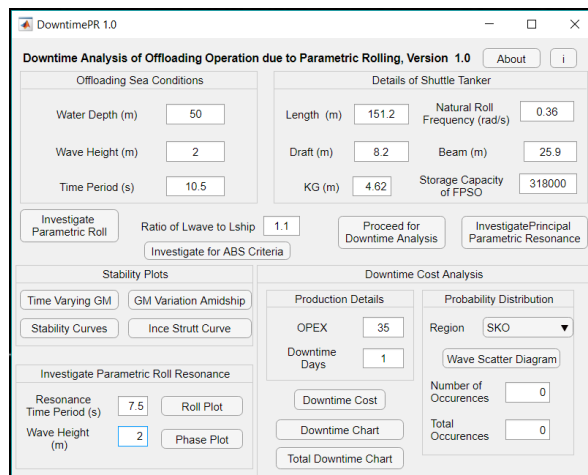 DowntimePR 1.0
Downtime Analysis of Offloading Operation due to Parametric Rolling, Version 1.0
About
i
Offloading Sea Conditions
Water Depth (m)
50
Wave Height (m)
2
Time Period (s)
10.5
Details of Shuttle Tanker
Length (m)
151.2
Natural Roll
Frequency (rad/s)
0.36
Draft (m)
8.2
Beam (m)
25.9
KG (m)
4.62
Storage Capacity
of FPSO
318000
Investigate
Parametric Roll
Ratio of Lwave to Lship
1.1
Investigate for ABS Criteria
Proceed for
Downtime Analysis
InvestigatePrincipal
Parametric Resonance
Stability Plots
Time Varying GM
GM Variation Amidship
Stability Curves
Ince Strutt Curve
Investigate Parametric Roll Resonance
Resonance
Time Period (s)
7.5
Roll Plot
Wave Height
(m)
2
Phase Plot
Downtime Cost Analysis
Production Details
OPEX
35
Downtime
Days
1
Downtime Cost
Downtime Chart
Total Downtime Chart
Probability Distribution
Region
SKO
Wave Scatter Diagram
Number of
Occurences
0
Total
Occurences
0